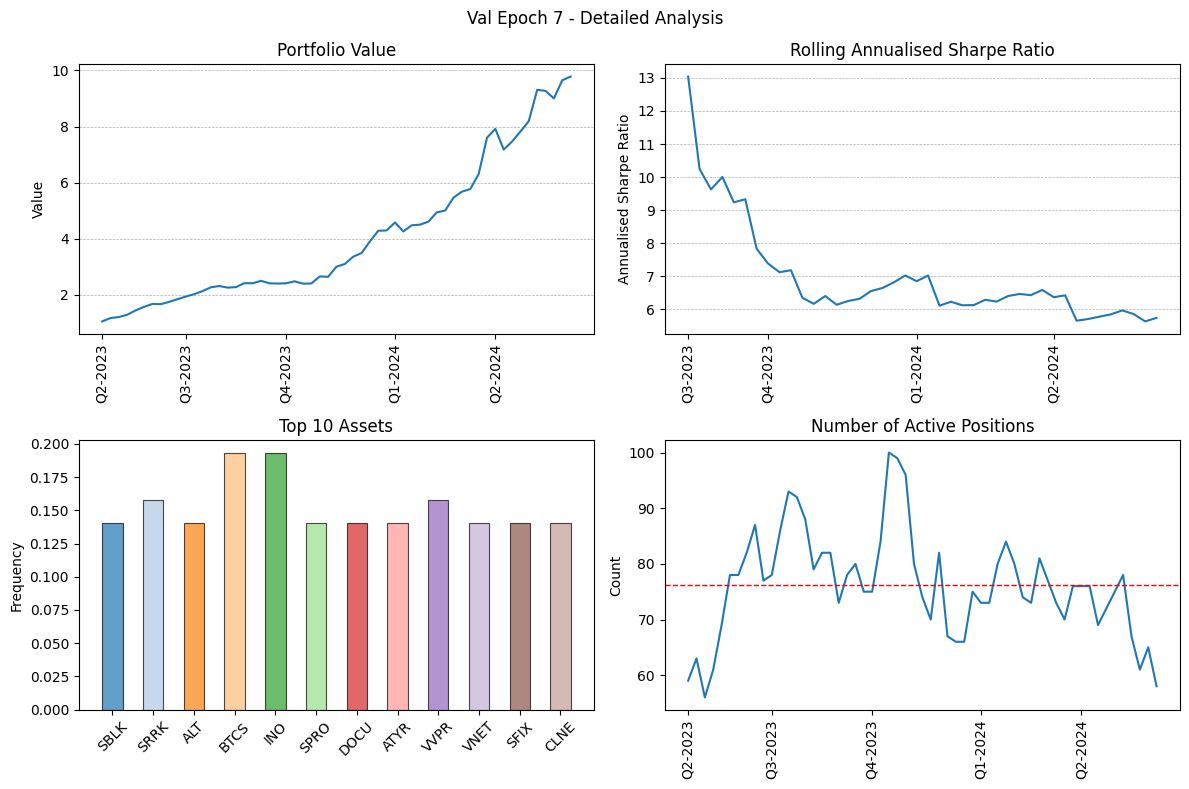 Val Epoch 7 - Detailed Analysis
Portfolio Value
Value
10
8
6
4
2
Q2-2023
Q3-2023
Q4-2023
Q1-2024
Q2-2024
Rolling Annualised Sharpe Ratio
Annualised Sharpe Ratio
13
12
11
10
9
8
7
6
Q3-2023
Q4-2023
Q1-2024
Q2-2024
Top 10 Assets
Frequency
0.200
0.175
0.150
0.125
0.100
0.075
0.050
0.025
0.000
SBLK
SRRK
ALT
BTCS
INO
SPRO
DOCU
ATYR
VVPR
VNET
SFIX
CLNE
Number of Active Positions
Count
100
90
80
70
60
Q2-2023
Q3-2023
Q4-2023
Q1-2024
Q2-2024